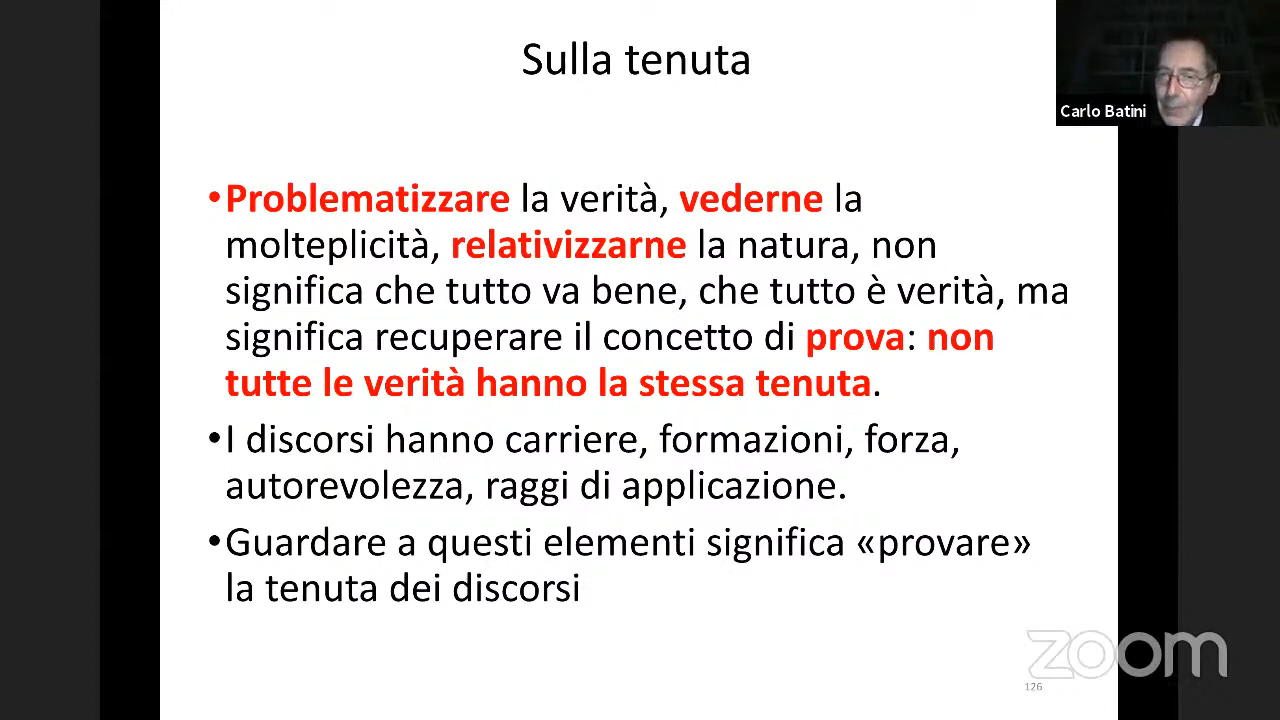 Sulla tenuta
Carlo Batini
•Problematizzare la verità, vederne la
molteplicità, relativizzarne la natura, non
significa che tutto va bene, che tutto è verità, ma
significa recuperare il concetto di prova: non
tutte le verità hanno la stessa tenuta.
•I discorsi hanno carriere, formazioni, forza,
autorevolezza, raggi di applicazione.
•Guardare a questi elementi significa «provare»
la tenuta dei discorsi
zoom
126